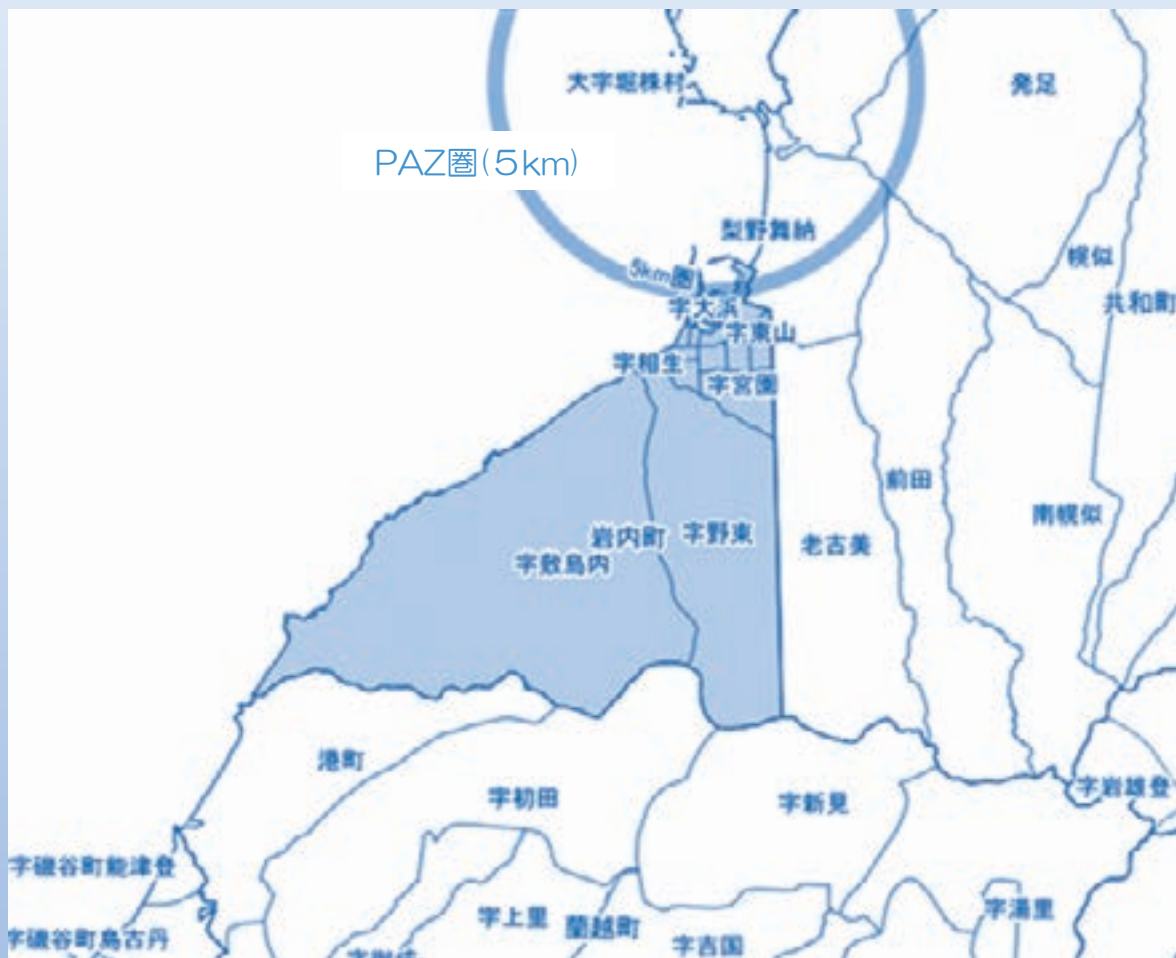 大字堀株村
発足
PAZ圏(5km)
梨野舞納
幌似
5km圏
共和町
字大浜
字東山
字相生
字宮園
前田
南幌似
岩内町
字野束
老古美
字敷島内
港町
字初田
字新見
字岩雄登
字磯谷町能津登
字湯里
字上里
蘭越町
字磯谷町島古丹
字吉国